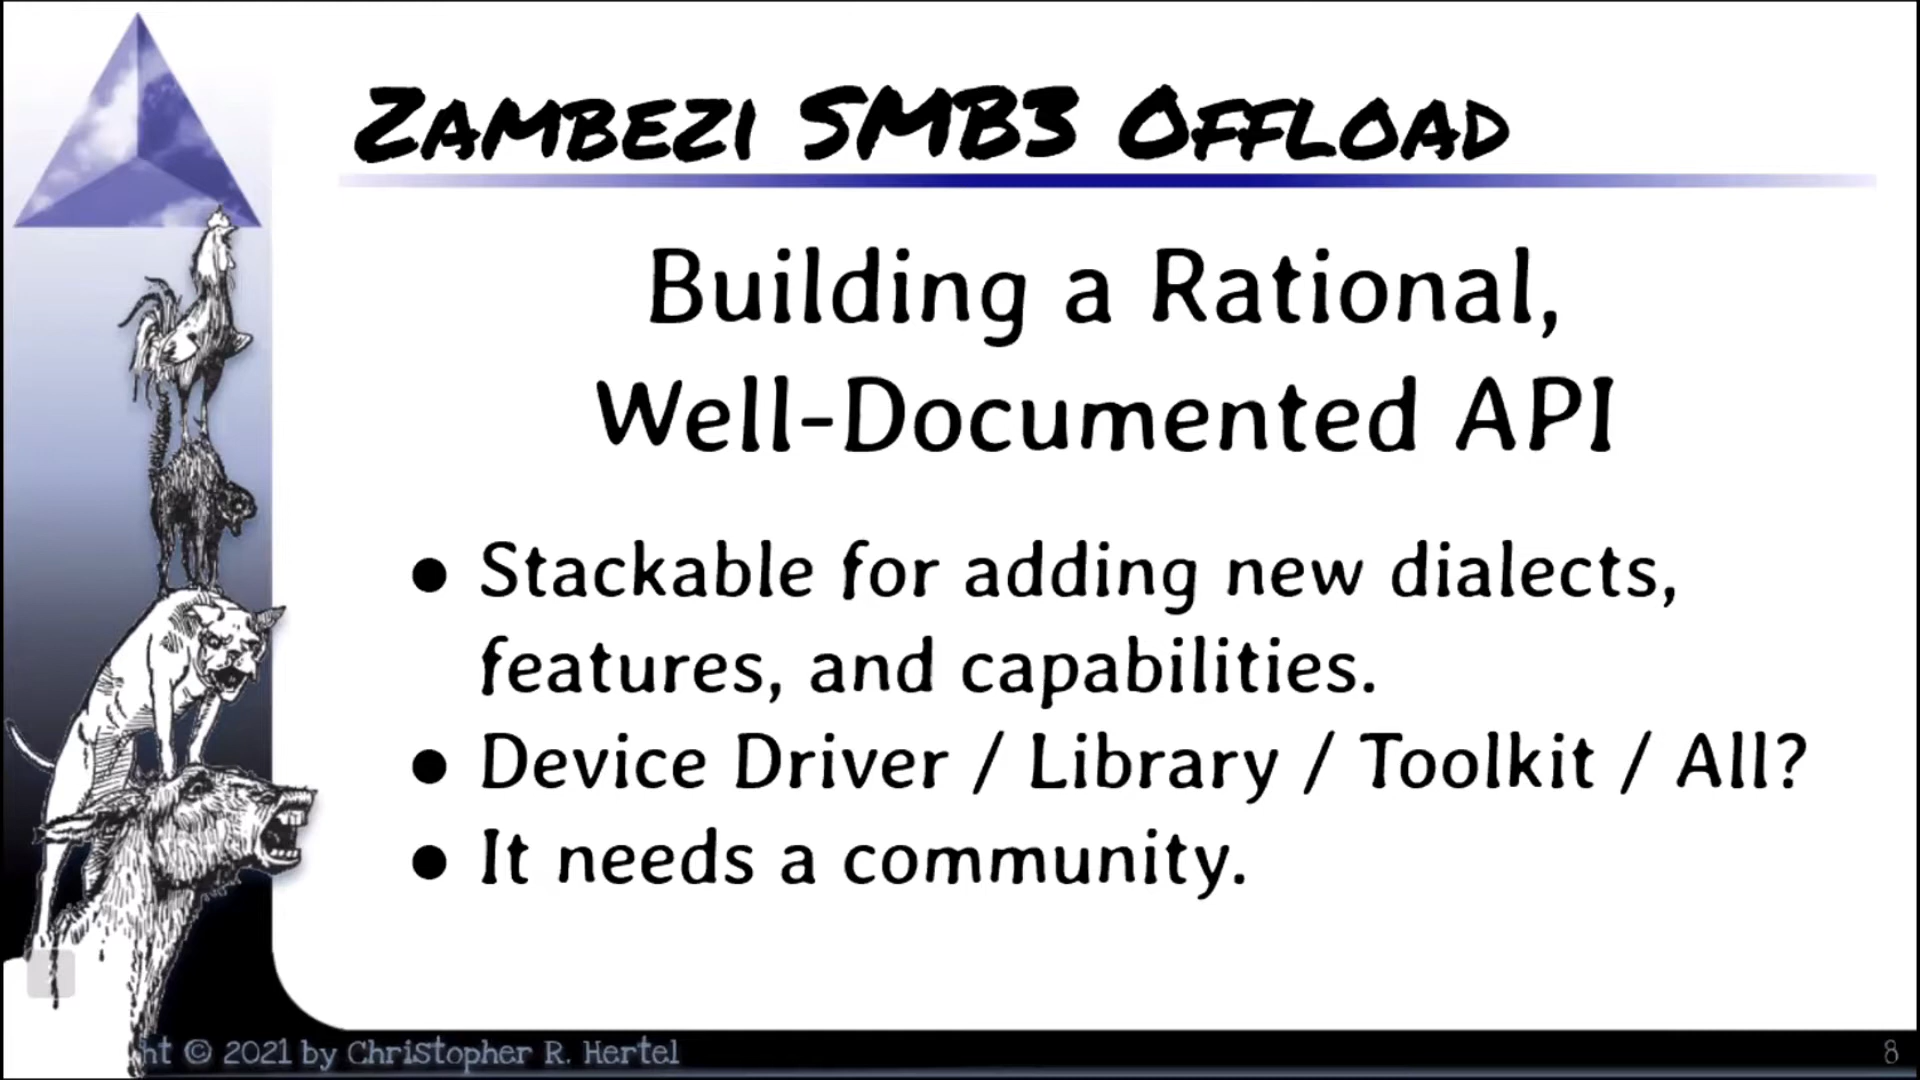 Zambezi SMB3 Offload
Building a Rational,
Well-Documented API
● Stackable for adding new dialects,
features, and capabilities.
● Device Driver / Library / Toolkit / All?
● It needs a community.
ht © 2021 by Christopher R. Hertel
8